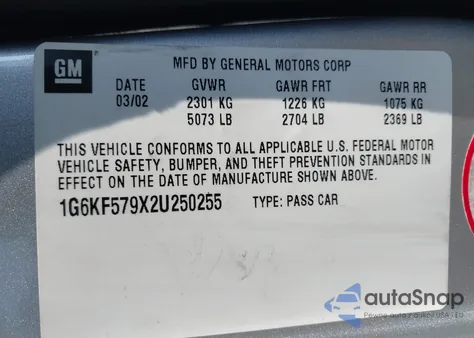 GM
MFD BY GENERAL MOTORS CORP
DATE GVWR GAWR FRT GAWR RR
03/02 2301 KG 1226 KG 1075 KG
5073 LB 2704 LB 2369 LB
THIS VEHICLE CONFORMS TO ALL APPLICABLE U.S. FEDERAL MOTOR
VEHICLE SAFETY, BUMPER, AND THEFT PREVENTION STANDARDS IN
EFFECT ON THE DATE OF MANUFACTURE SHOWN ABOVE.
1G6KF579X2U250255 TYPE: PASS CAR
autoSnap